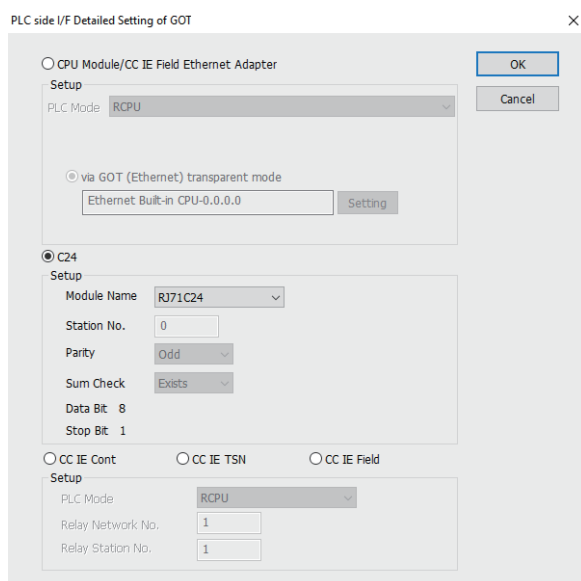 PLC side I/F Detailed Setting of GOT
CPU Module/CC IE Field Ethernet Adapter
OK
Setup
Cancel
PLC Mode RCPU
via GOT (Ethernet) transparent mode
Ethernet Built-in CPU-0.0.0.0 Setting
C24
Setup
Module Name RJ71C24
Station No. 0
Parity Odd
Sum Check Exists
Data Bit 8
Stop Bit 1
CC IE Cont CC IE TSN CC IE Field
Setup
PLC Mode RCPU
Relay Network No. 1
Relay Station No. 1